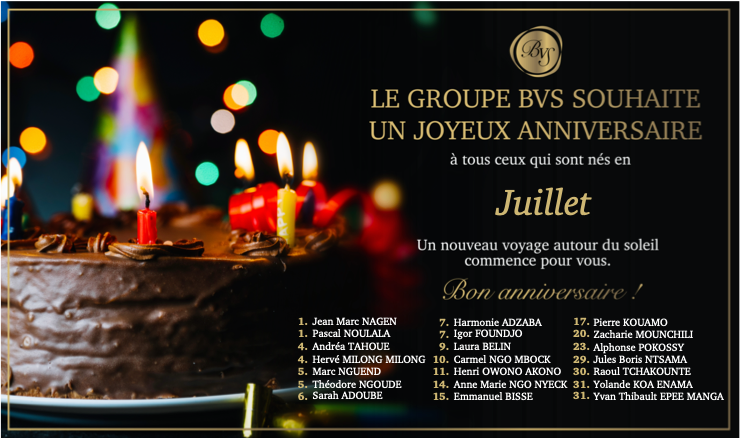 BVS
LE GROUPE BVS SOUHAITE
UN JOYEUX ANNIVERSAIRE
à tous ceux qui sont nés en
Juillet
Un nouveau voyage autour du soleil
commence pour vous.
Bon anniversaire !
1. Jean Marc NAGEN
1. Pascal NOULALA
4. Andréa TAHOUE
4. Hervé MILONG MILONG
5. Marc NGUEND
5. Théodore NGOUDE
6. Sarah ADOUBE
7. Harmonie ADZABA
7. Igor FOUNDJO
9. Laura BELIN
10. Carmel NGO MBOCK
11. Henri OWONO AKONO
14. Anne Marie NGO NYECK
15. Emmanuel BISSE
17. Pierre KOUAMO
20. Zacharie MOUNCHILI
23. Alphonse POKOSSY
29. Jules Boris NTSAMA
30. Raoul TCHAKOUNTE
31. Yolande KOA ENAMA
31. Yvan Thibault EPEE MANGA